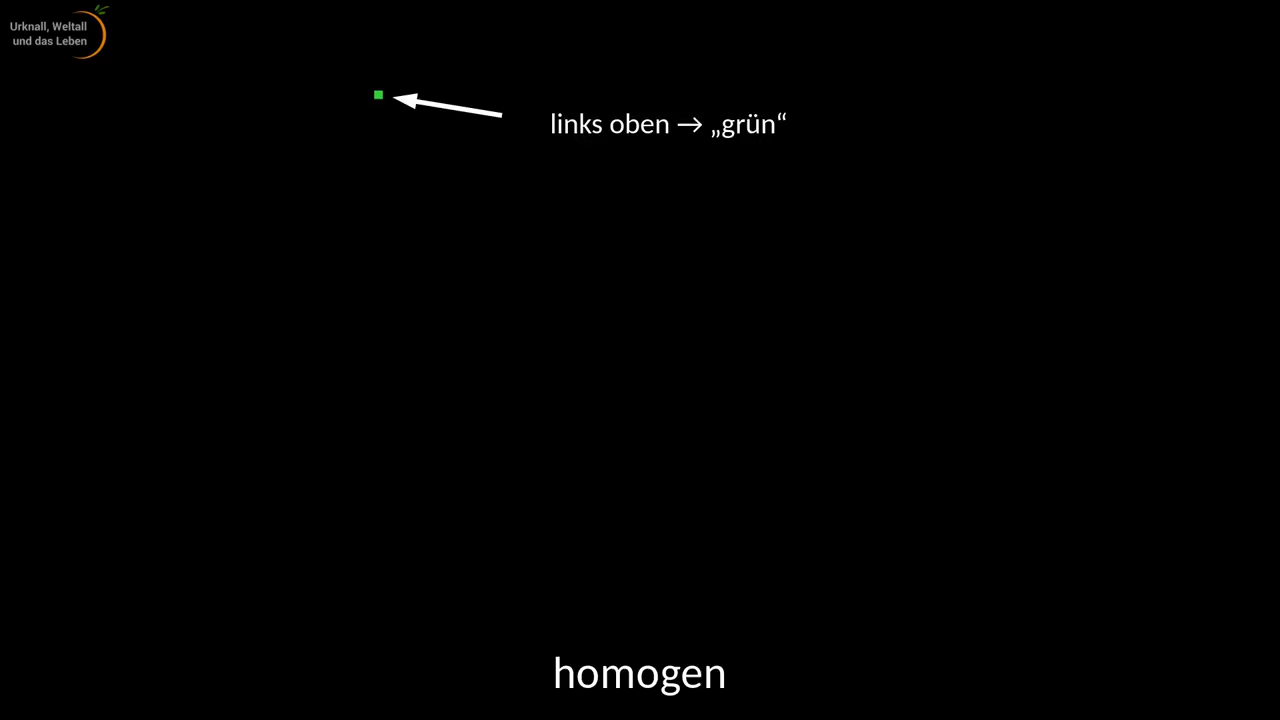 Urknall, Weltall
und das Leben
links oben → „grün“
homogen